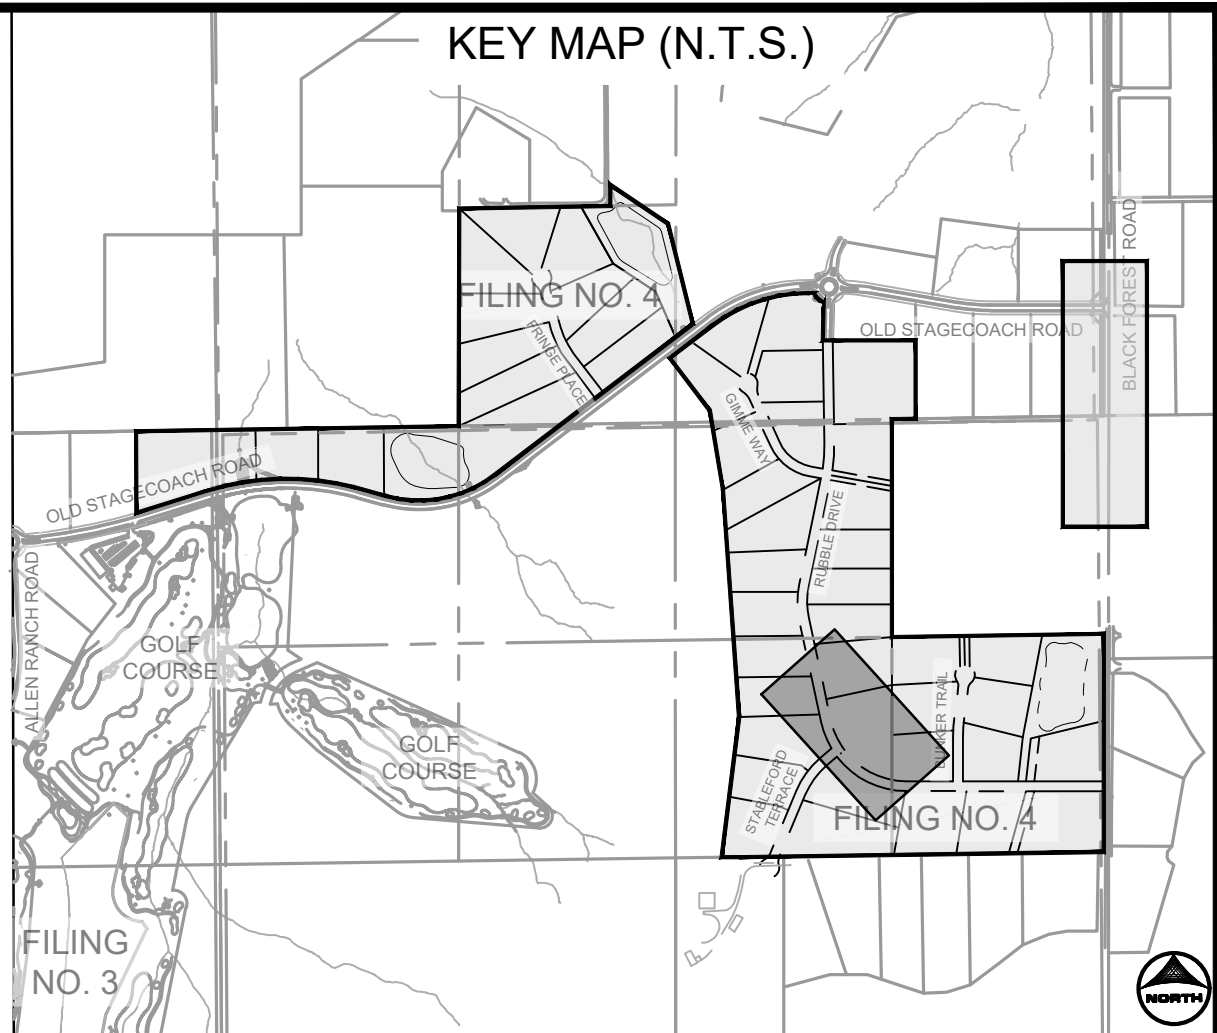 KEY MAP (N.T.S.)
BLACK FOREST ROAD
FILING NO. 4
OLD STAGECOACH ROAD
FRINGE PLACE
GIMME WAY
OLD STAGECOACH ROAD
RUBBLE DRIVE
ALLEN RANCH ROAD
GOLF
COURSE
BUNKER TRAIL
GOLF
COURSE
STABLEFORD
TERRACE
FILING NO. 4
FILING
NO. 3
NORTH